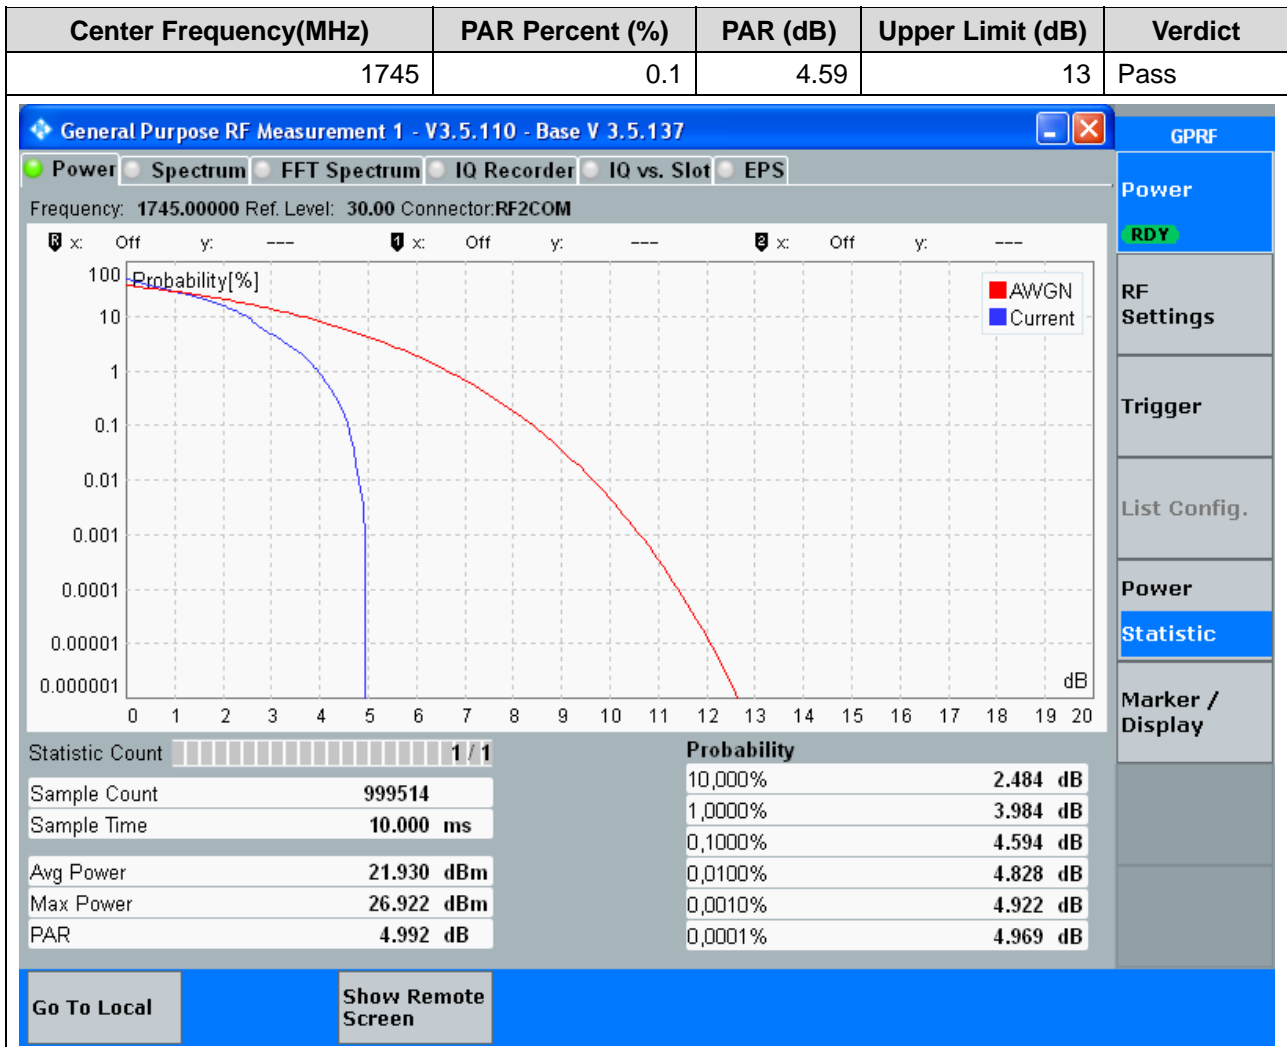 Center Frequency(MHz) PAR Percent (%) PAR (dB) Upper Limit (dB) Verdict
1745 0.1 4.59 13 Pass
General Purpose RF Measurement 1 - V3.5.110 - Base V 3.5.137
GPRF
Power Spectrum FFT Spectrum IQ Recorder IQ vs. Slot EPS
Power
RDY
Frequency: 1745.00000 Ref. Level: 30.00 Connector:RF2COM
R x: Off y: --- 1 x: Off y: --- 2 x: Off y: ---
Probability[%]
AWGN
Current
100
10
1
0.1
0.01
0.001
0.0001
0.00001
0.000001
dB
0 1 2 3 4 5 6 7 8 9 10 11 12 13 14 15 16 17 18 19 20
RF
Settings
Trigger
List Config.
Power
Statistic
Marker /
Display
Statistic Count 1 / 1
Sample Count 999514
Sample Time 10.000 ms
Avg Power 21.930 dBm
Max Power 26.922 dBm
PAR 4.992 dB
Probability
10,000% 2.484 dB
1,0000% 3.984 dB
0,1000% 4.594 dB
0,0100% 4.828 dB
0,0010% 4.922 dB
0,0001% 4.969 dB
Go To Local
Show Remote
Screen